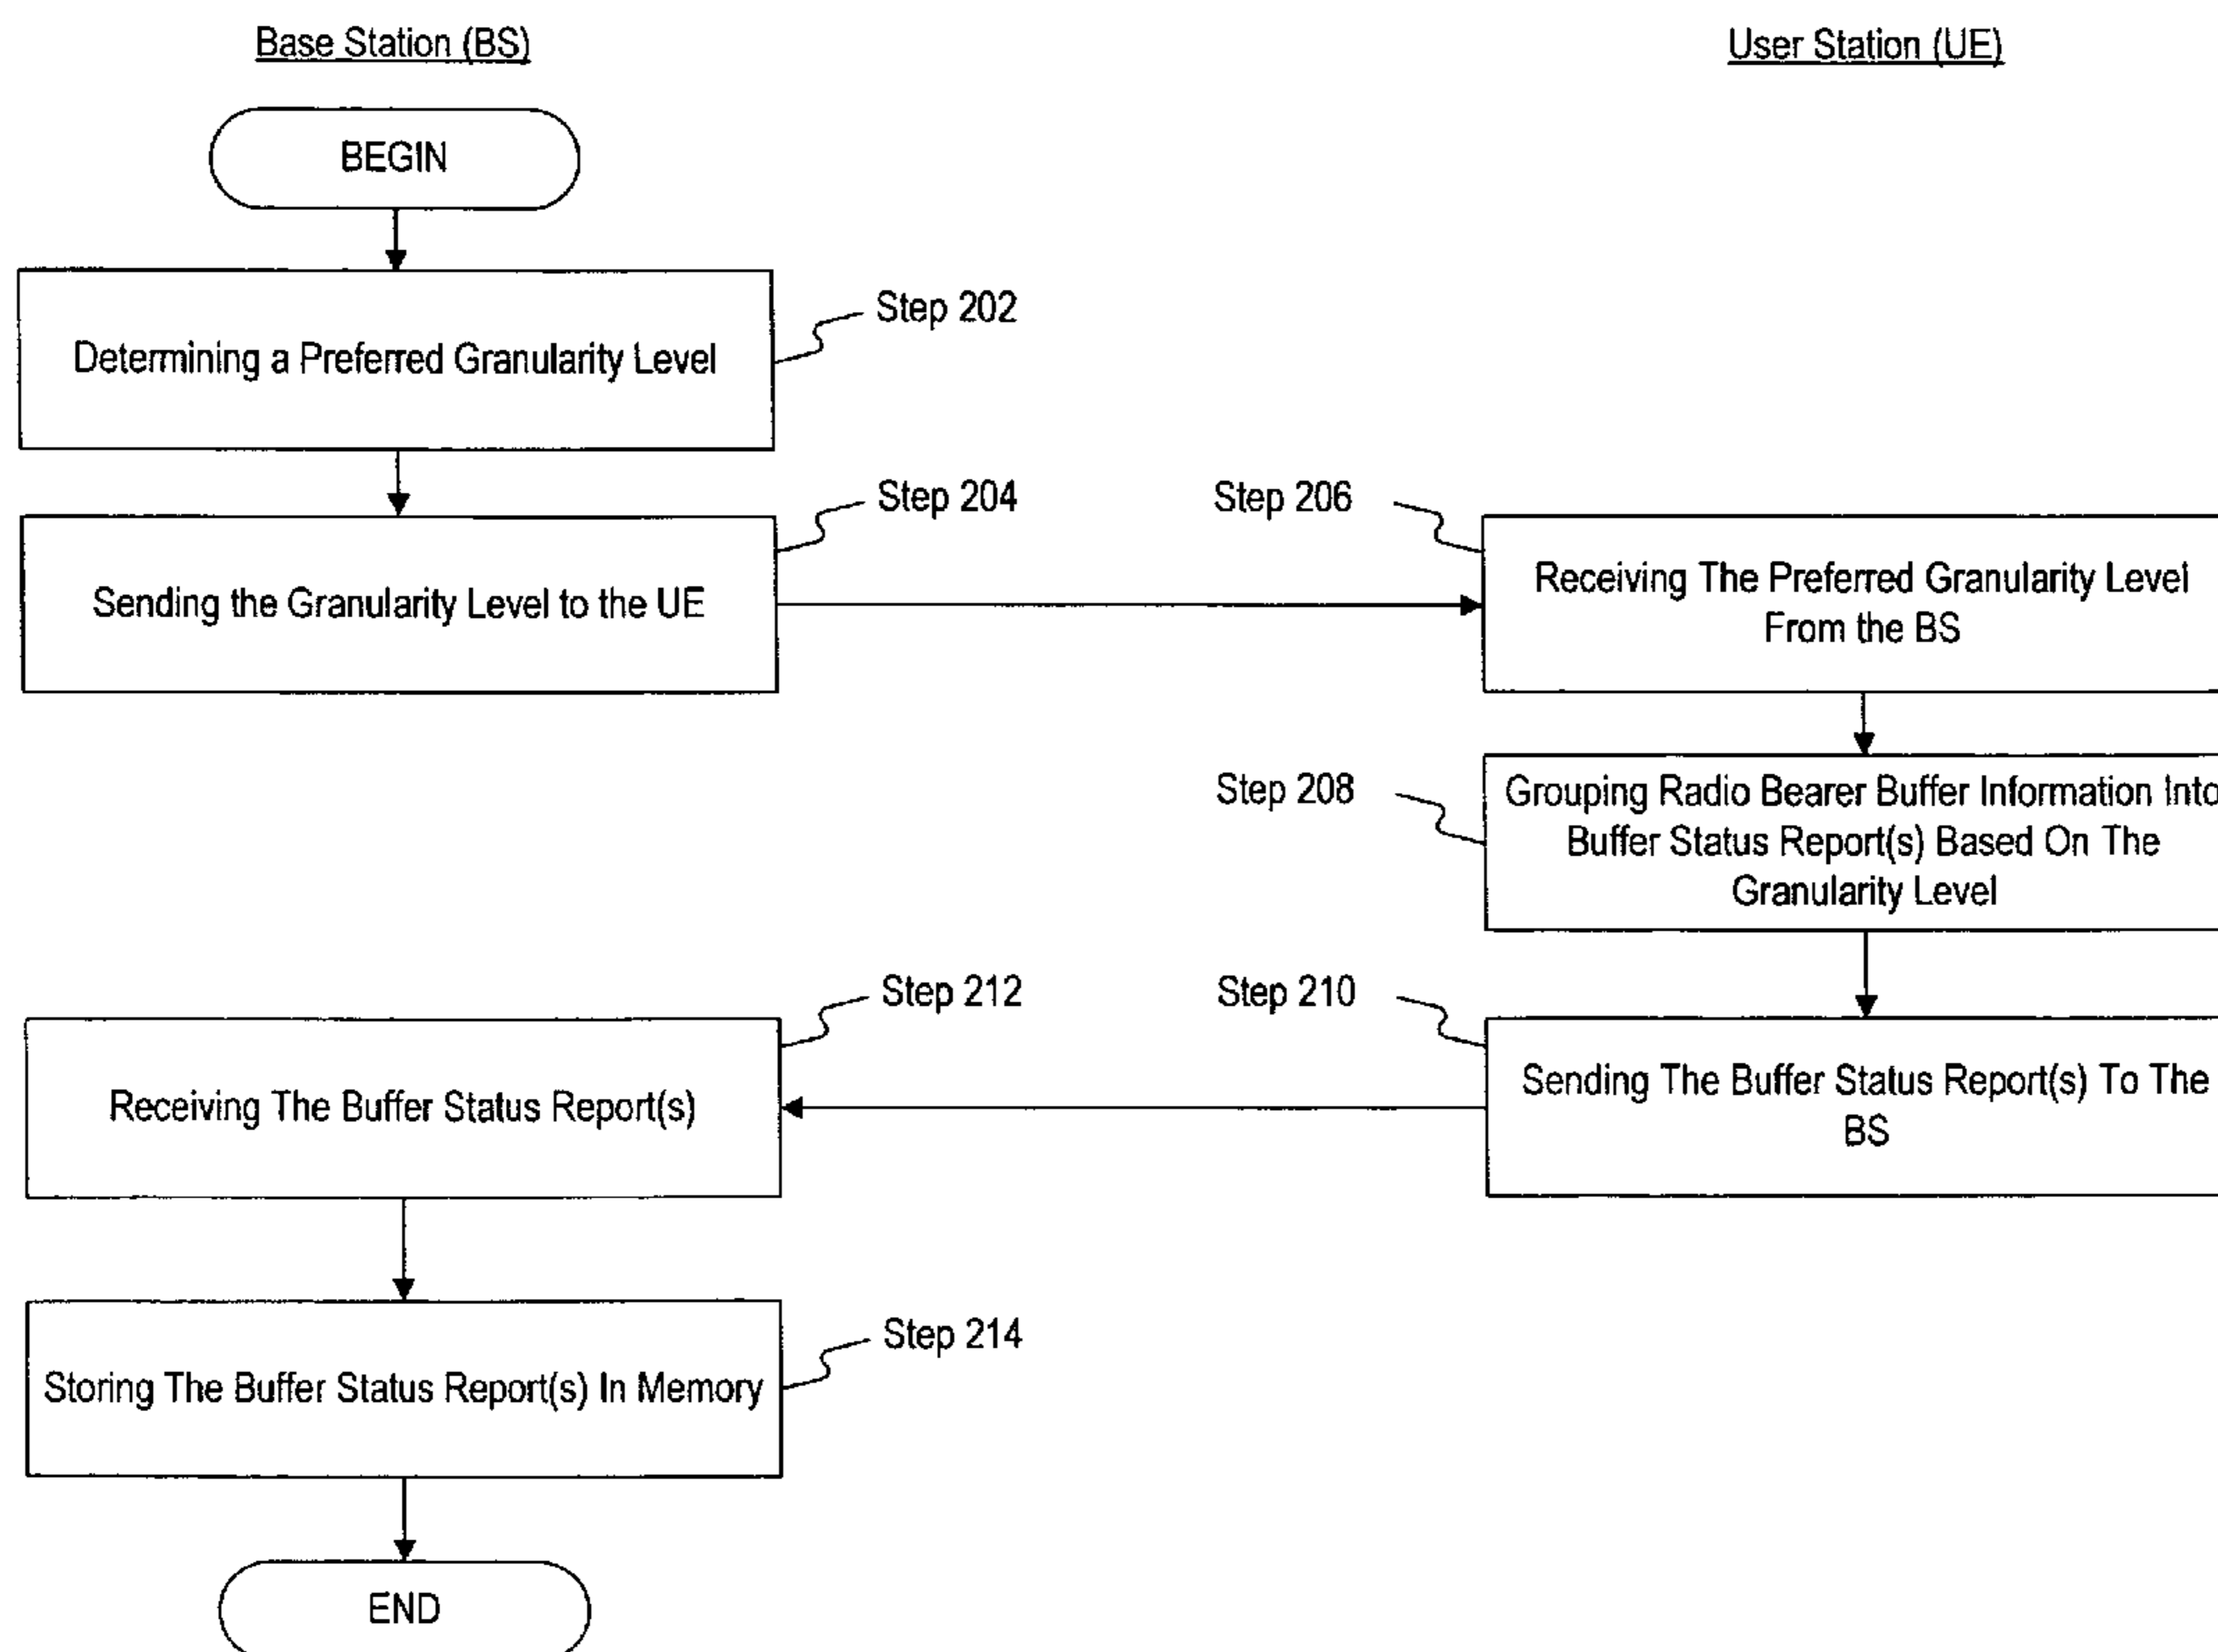 Base Station (BS)
User Station (UE)
BEGIN
Step 202
Determining a Preferred Granularity Level
Step 204
Step 206
Sending the Granularity Level to the UE
Receiving The Preferred Granularity Level
From the BS
Step 208
Grouping Radio Bearer Buffer Information Into
Buffer Status Report(s) Based On The
Granularity Level
Step 212
Step 210
Receiving The Buffer Status Report(s)
Sending The Buffer Status Report(s) To The
BS
Step 214
Storing The Buffer Status Report(s) In Memory
END